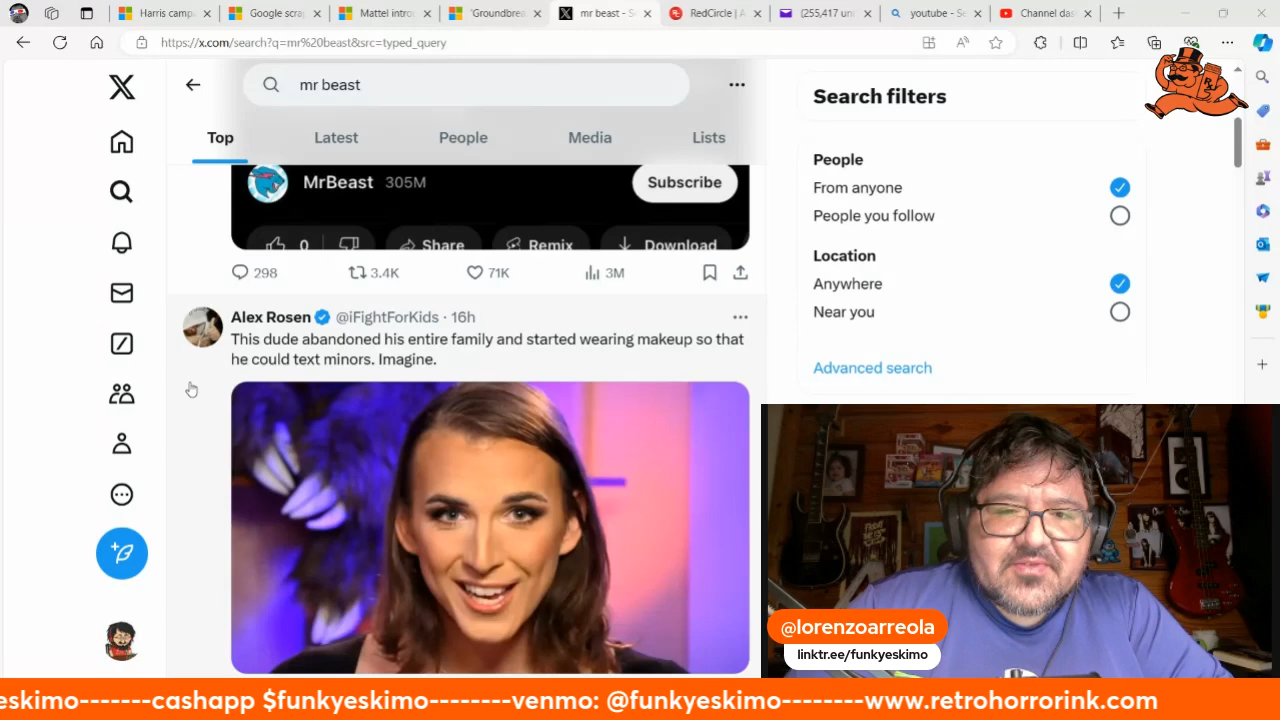 Harris camp
Google scra
Mattel intro
'Groundbrea
mr beast - Se
RedCircle | A
(255,417 un
youtube - Se
Channel das
https://x.com/search?q=mr%20beast&src=typed_query
mr beast
Top
Latest
People
Media
Lists
MrBeast 305M
Subscribe
0
Share
Remix
Download
298
3.4K
71K
3M
Alex Rosen @iFightForKids · 16h
This dude abandoned his entire family and started wearing makeup so that
he could text minors. Imagine.
Search filters
People
From anyone
People you follow
Location
Anywhere
Near you
Advanced search
@lorenzoarreola
linktr.ee/funkyeskimo
eskimo-------cashapp $funkyeskimo--------venmo: @funkyeskimo--------www.retrohorrorink.com